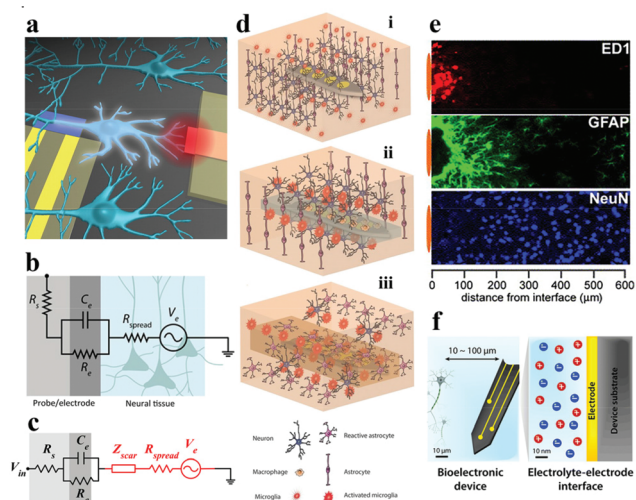 a
b
R_s
C_e
R_e
R_spread
V_e
Probe/electrode
Neural tissue
c
V_in
R_s
C_e
Z_scar
R_spread
V_e
d
i
ii
iii
Neuron
Reactive astrocyte
Macrophage
Astrocyte
Microglia
Activated microglia
e
ED1
GFAP
NeuN
0 100 200 300 400 500 600
distance from interface (µm)
f
10 ~ 100 µm
10 µm
Bioelectronic
device
10 nm
Electrode
Device substrate
Electrolyte-electrode
interface